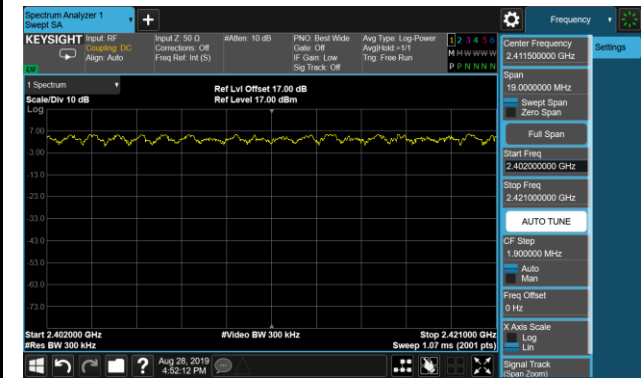 Spectrum Analyzer 1
Swept SA
Frequency
KEYSIGHT
Input: RF
Coupling: DC
Align: Auto
Input Z: 50 Ω
Corrections: Off
Freq Ref: Int (S)
#Atten: 10 dB
PNO: Best Wide
Gate: Off
IF Gain: Low
Sig Track: Off
Avg Type: Log-Power
Avg|Hold:>1/1
Trig: Free Run
1 2 3 4 5 6
M W W W W W
P P N N N N
1 Spectrum
Scale/Div 10 dB
Log
Ref Lvl Offset 17.00 dB
Ref Level 17.00 dBm
7.00
-3.00
-13.0
-23.0
-33.0
-43.0
-53.0
-63.0
-73.0
Start 2.402000 GHz
#Res BW 300 kHz
#Video BW 300 kHz
Stop 2.421000 GHz
Sweep 1.07 ms (2001 pts)
Aug 28, 2019
4:52:12 PM
Center Frequency
2.411500000 GHz
Settings
Span
19.0000000 MHz
Swept Span
Zero Span
Full Span
Start Freq
2.402000000 GHz
Stop Freq
2.421000000 GHz
AUTO TUNE
CF Step
1.900000 MHz
Auto
Man
Freq Offset
0 Hz
X Axis Scale
Log
Lin
Signal Track
(Span Zoom)